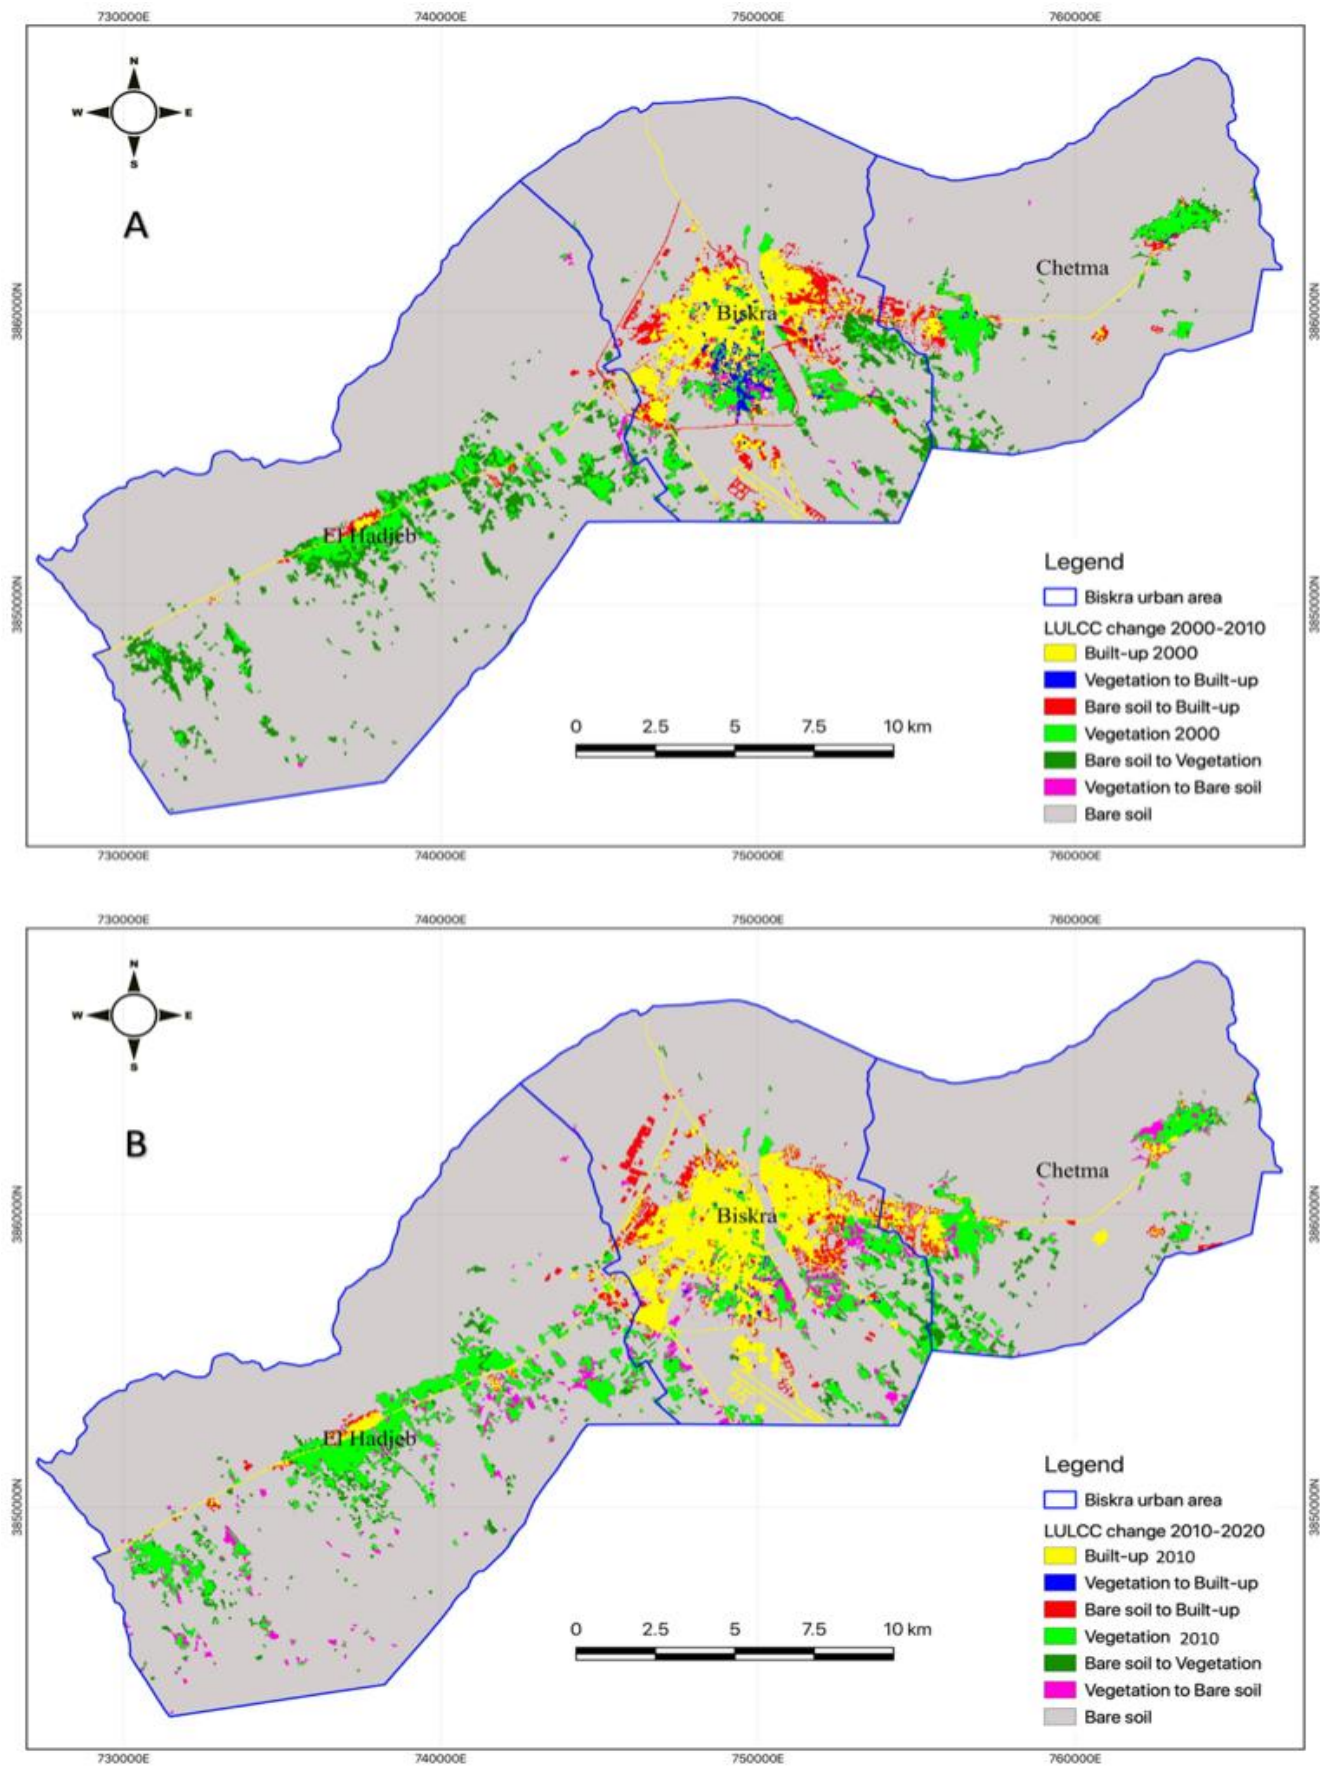 730000E 740000E 750000E 760000E
N
W E
S
A
3860000N 3860000N
Chetma
Biskra
El Hadjeb
3850000N 3850000N
Legend
Biskra urban area
LULCC change 2000-2010
Built-up 2000
Vegetation to Built-up
Bare soil to Built-up
Vegetation 2000
Bare soil to Vegetation
Vegetation to Bare soil
Bare soil
0 2.5 5 7.5 10 km
730000E 740000E 750000E 760000E
730000E 740000E 750000E 760000E
N
W E
S
B
3860000N 3860000N
Chetma
Biskra
El Hadjeb
3850000N 3850000N
Legend
Biskra urban area
LULCC change 2010-2020
Built-up 2010
Vegetation to Built-up
Bare soil to Built-up
Vegetation 2010
Bare soil to Vegetation
Vegetation to Bare soil
Bare soil
0 2.5 5 7.5 10 km
730000E 740000E 750000E 760000E